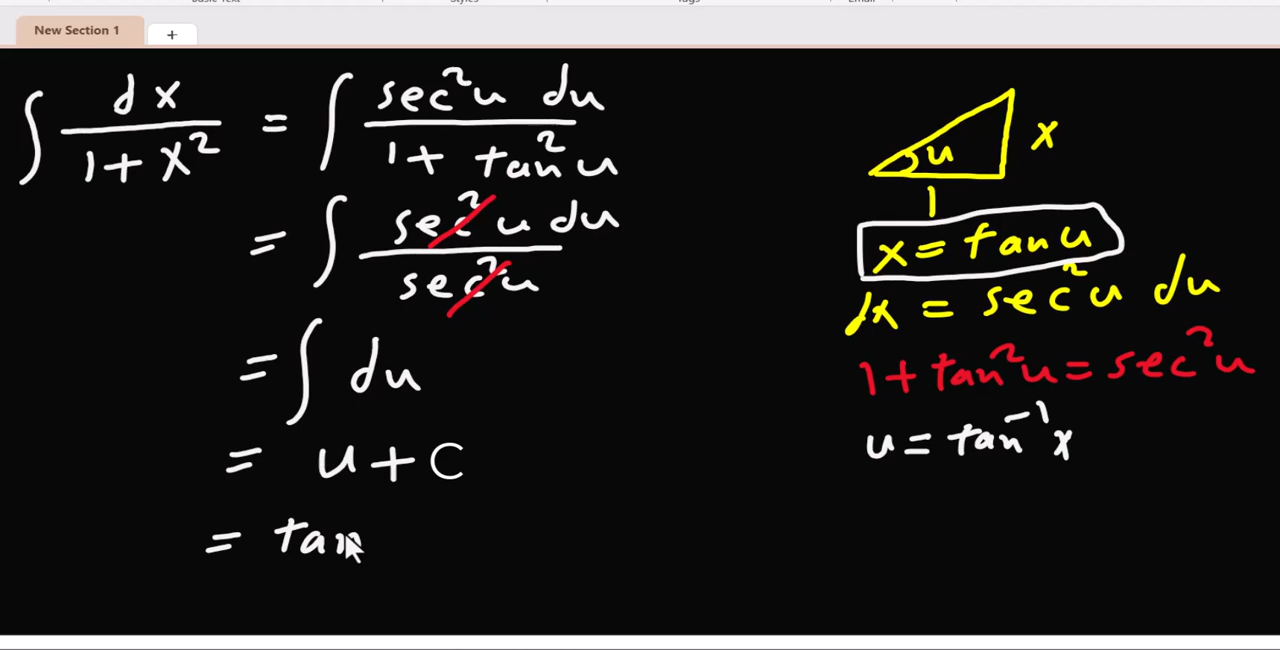 New Section 1
+
∫ dx / (1 + x²) = ∫ sec²u du / (1 + tan²u)
= ∫ sec²u du / sec²u
= ∫ du
= u + C
= tan
u
x
1
x = tan u
dx = sec²u du
1 + tan²u = sec²u
u = tan⁻¹x